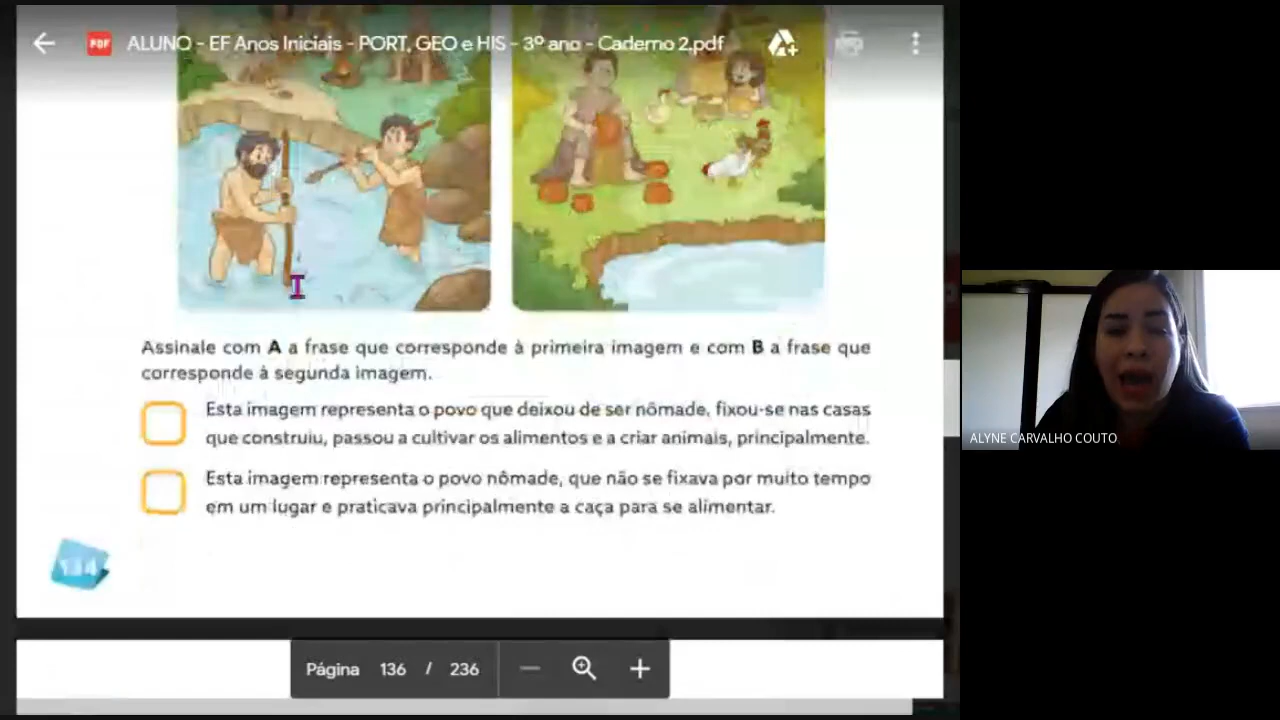 ALUNO - EF Anos Iniciais - PORT, GEO e HIS - 3º ano - Caderno 2.pdf
PDF
Assinale com A a frase que corresponde à primeira imagem e com B a frase que
corresponde à segunda imagem.
Esta imagem representa o povo que deixou de ser nômade, fixou-se nas casas
que construiu, passou a cultivar os alimentos e a criar animais, principalmente.
Esta imagem representa o povo nômade, que não se fixava por muito tempo
em um lugar e praticava principalmente a caça para se alimentar.
134
Página 136 / 236
ALYNE CARVALHO COUTO